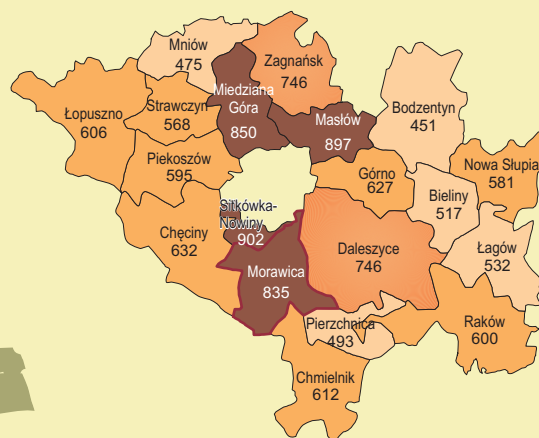 Mniów
475
Zagnańsk
746
Miedziana
Góra
850
Bodzentyn
451
Łopuszno
606
Strawczyn
568
Masłów
897
Piekoszów
595
Górno
627
Nowa Słupia
581
Bieliny
517
Sitkówka-
Nowiny
902
Chęciny
632
Daleszyce
746
Łagów
532
Morawica
835
Pierzchnica
493
Raków
600
Chmielnik
612